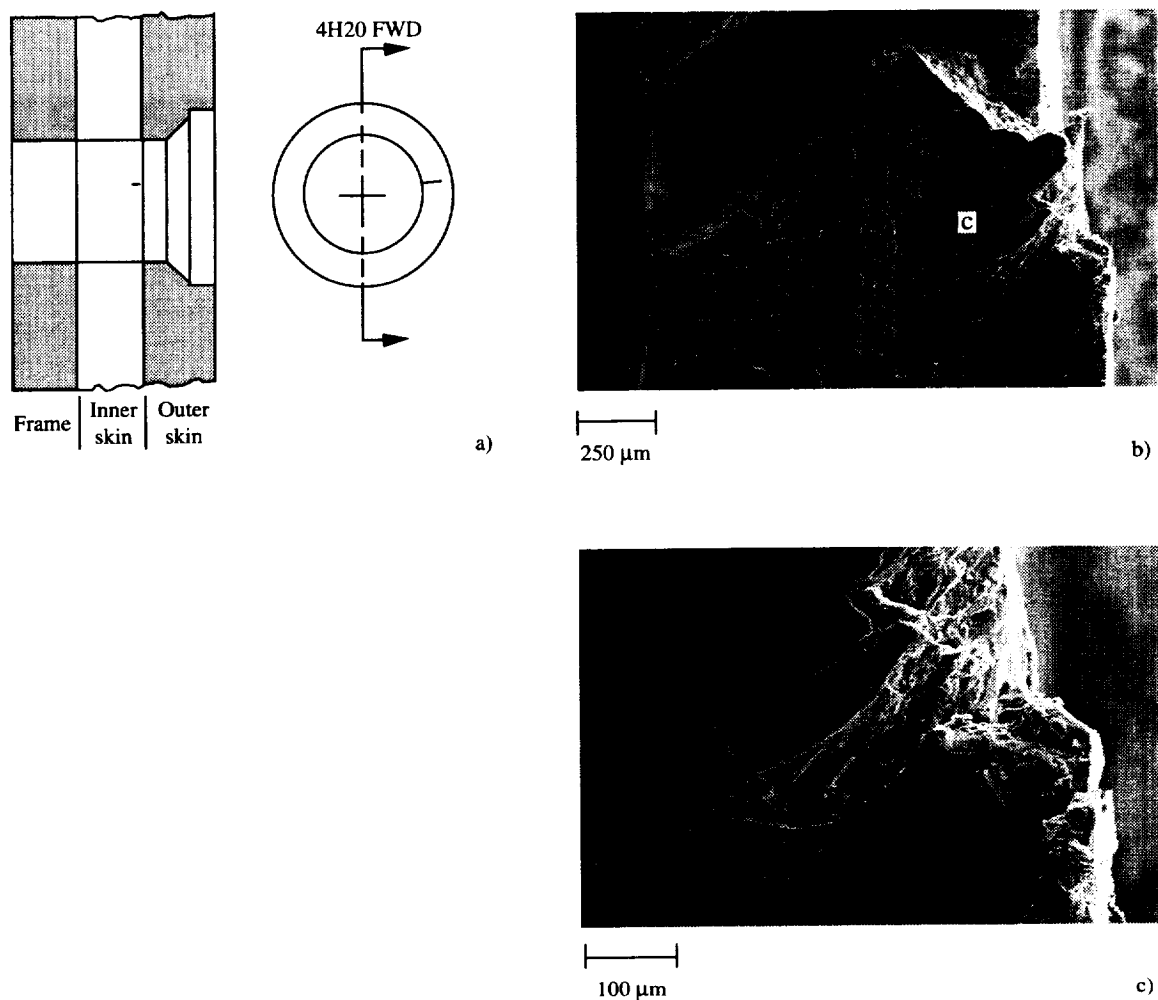 4H20 FWD
Frame
Inner
skin
Outer
skin
a)
c
250 μm
b)
100 μm
c)